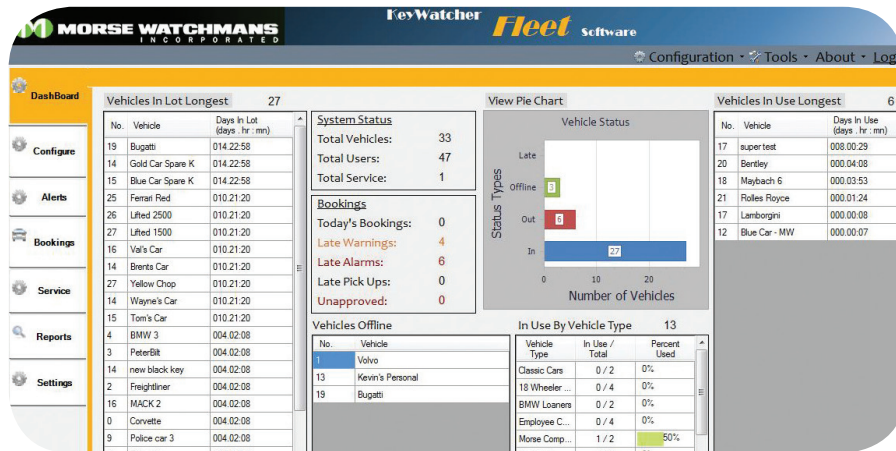 MORSE WATCHMANS
INCORPORATED
KeyWatcher Fleet Software
Configuration · Tools · About · Log
DashBoard
Configure
Alerts
Bookings
Service
Reports
Settings
Vehicles In Lot Longest 27
No. Vehicle Days In Lot (days . hr : mn)
19 Bugatti 014.22:58
14 Gold Car Spare K 014.22:58
15 Blue Car Spare K 014.22:58
25 Ferrari Red 010.21:20
26 Lifted 2500 010.21:20
27 Lifted 1500 010.21:20
16 Val's Car 010.21:20
14 Brents Car 010.21:20
27 Yellow Chop 010.21:20
14 Wayne's Car 010.21:20
15 Tom's Car 010.21:20
4 BMW 3 004.02:08
3 PeterBilt 004.02:08
14 new black key 004.02:08
2 Freightliner 004.02:08
16 MACK 2 004.02:08
0 Corvette 004.02:08
9 Police car 3 004.02:08
System Status
Total Vehicles: 33
Total Users: 47
Total Service: 1
Bookings
Today's Bookings: 0
Late Warnings: 4
Late Alarms: 6
Late Pick Ups: 0
Unapproved: 0
Vehicles Offline
No. Vehicle
1 Volvo
13 Kevin's Personal
19 Bugatti
View Pie Chart
Vehicle Status
Status Types
Late
Offline 3
Out 6
In 27
0 10 20
Number of Vehicles
In Use By Vehicle Type 13
Vehicle Type In Use / Total Percent Used
Classic Cars 0 / 2 0%
18 Wheeler ... 0 / 4 0%
BMW Loaners 0 / 2 0%
Employee C... 0 / 4 0%
Morse Comp... 1 / 2 50%
Vehicles In Use Longest 6
No. Vehicle Days In Use (days . hr : mn)
17 super test 008.00:29
20 Bentley 000.04:08
18 Maybach 6 000.03:53
21 Rolles Royce 000.01:24
17 Lamborgini 000.00:08
12 Blue Car - MW 000.00:07